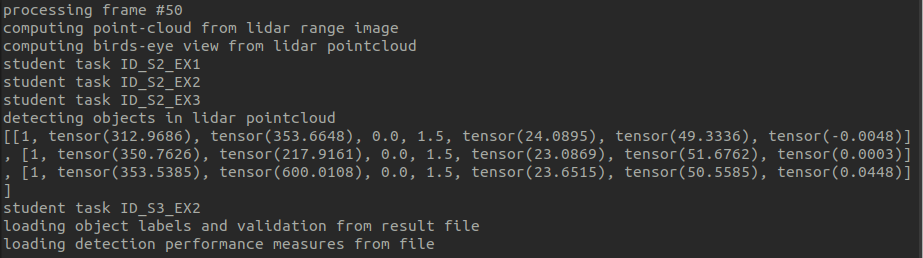 processing frame #50
computing point-cloud from lidar range image
computing birds-eye view from lidar pointcloud
student task ID_S2_EX1
student task ID_S2_EX2
student task ID_S2_EX3
detecting objects in lidar pointcloud
[[1, tensor(312.9686), tensor(353.6648), 0.0, 1.5, tensor(24.0895), tensor(49.3336), tensor(-0.0048)]
, [1, tensor(350.7626), tensor(217.9161), 0.0, 1.5, tensor(23.0869), tensor(51.6762), tensor(0.0003)]
, [1, tensor(353.5385), tensor(600.0108), 0.0, 1.5, tensor(23.6515), tensor(50.5585), tensor(0.0448)]
]
student task ID_S3_EX2
loading object labels and validation from result file
loading detection performance measures from file